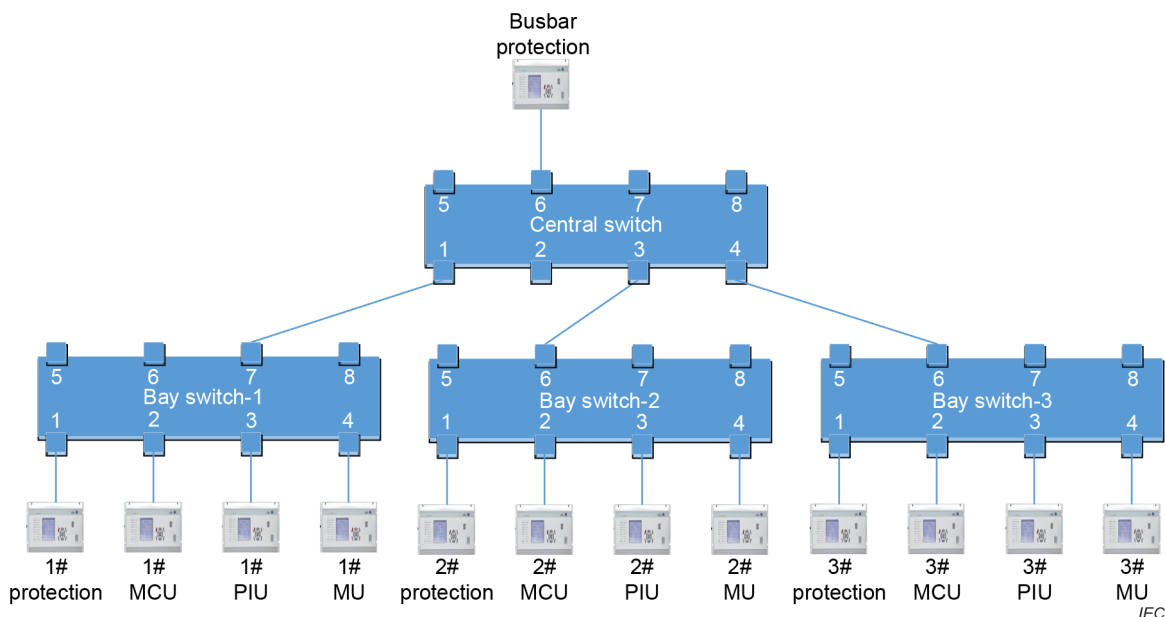 Busbar
protection
5 6 7 8
Central switch
1 2 3 4
5 6 7 8
Bay switch-1
1 2 3 4
5 6 7 8
Bay switch-2
1 2 3 4
5 6 7 8
Bay switch-3
1 2 3 4
1#
protection
1#
MCU
1#
PIU
1#
MU
2#
protection
2#
MCU
2#
PIU
2#
MU
3#
protection
3#
MCU
3#
PIU
3#
MU
IEC